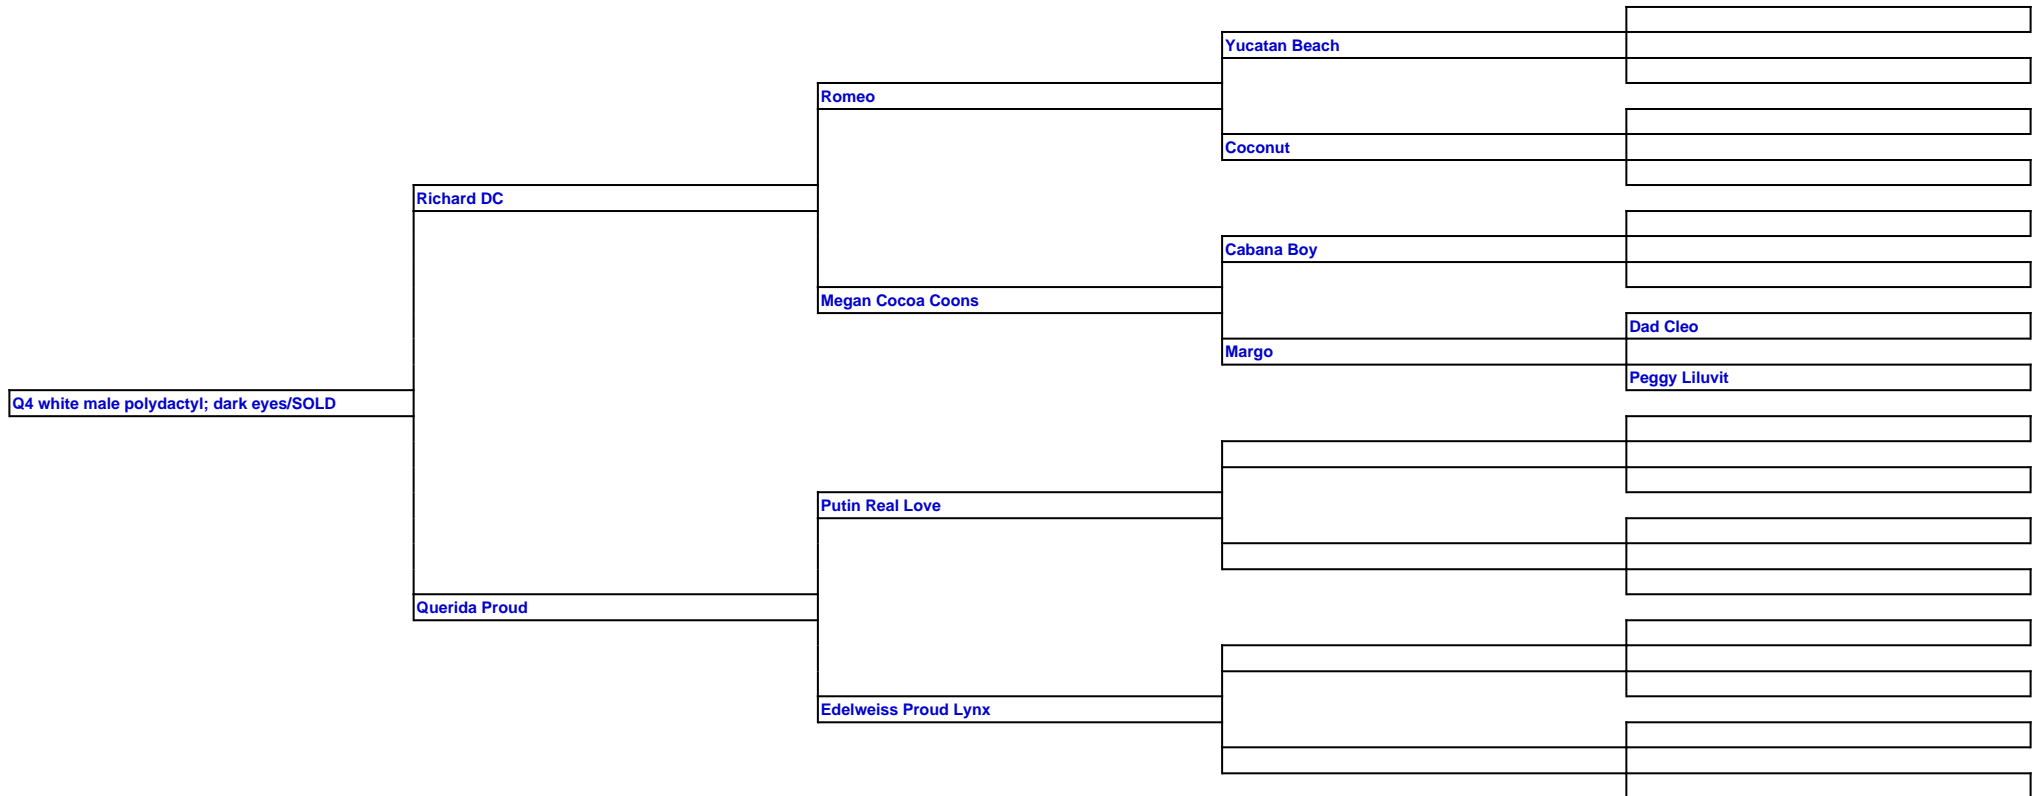 Yucatan Beach
Romeo
Coconut
Richard DC
Cabana Boy
Megan Cocoa Coons
Dad Cleo
Margo
Peggy Liluvit
Q4 white male polydactyl; dark eyes/SOLD
Putin Real Love
Querida Proud
Edelweiss Proud Lynx